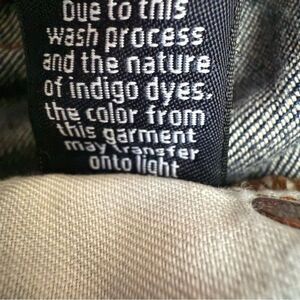 Due to this
wash process
and the nature
of indigo dyes,
the color from
this garment
may transfer
onto light